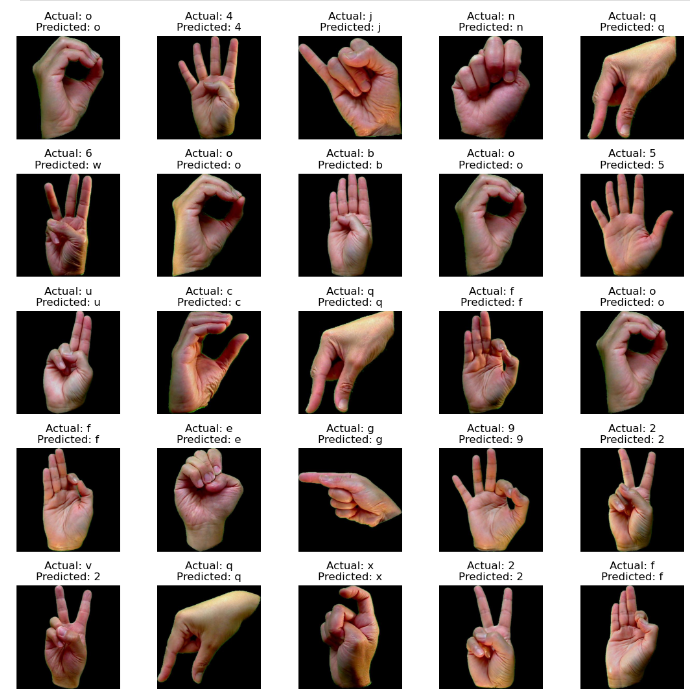 Actual: o
Predicted: o
Actual: 4
Predicted: 4
Actual: j
Predicted: j
Actual: n
Predicted: n
Actual: q
Predicted: q
Actual: 6
Predicted: w
Actual: o
Predicted: o
Actual: b
Predicted: b
Actual: o
Predicted: o
Actual: 5
Predicted: 5
Actual: u
Predicted: u
Actual: c
Predicted: c
Actual: q
Predicted: q
Actual: f
Predicted: f
Actual: o
Predicted: o
Actual: f
Predicted: f
Actual: e
Predicted: e
Actual: g
Predicted: g
Actual: 9
Predicted: 9
Actual: 2
Predicted: 2
Actual: v
Predicted: 2
Actual: q
Predicted: q
Actual: x
Predicted: x
Actual: 2
Predicted: 2
Actual: f
Predicted: f